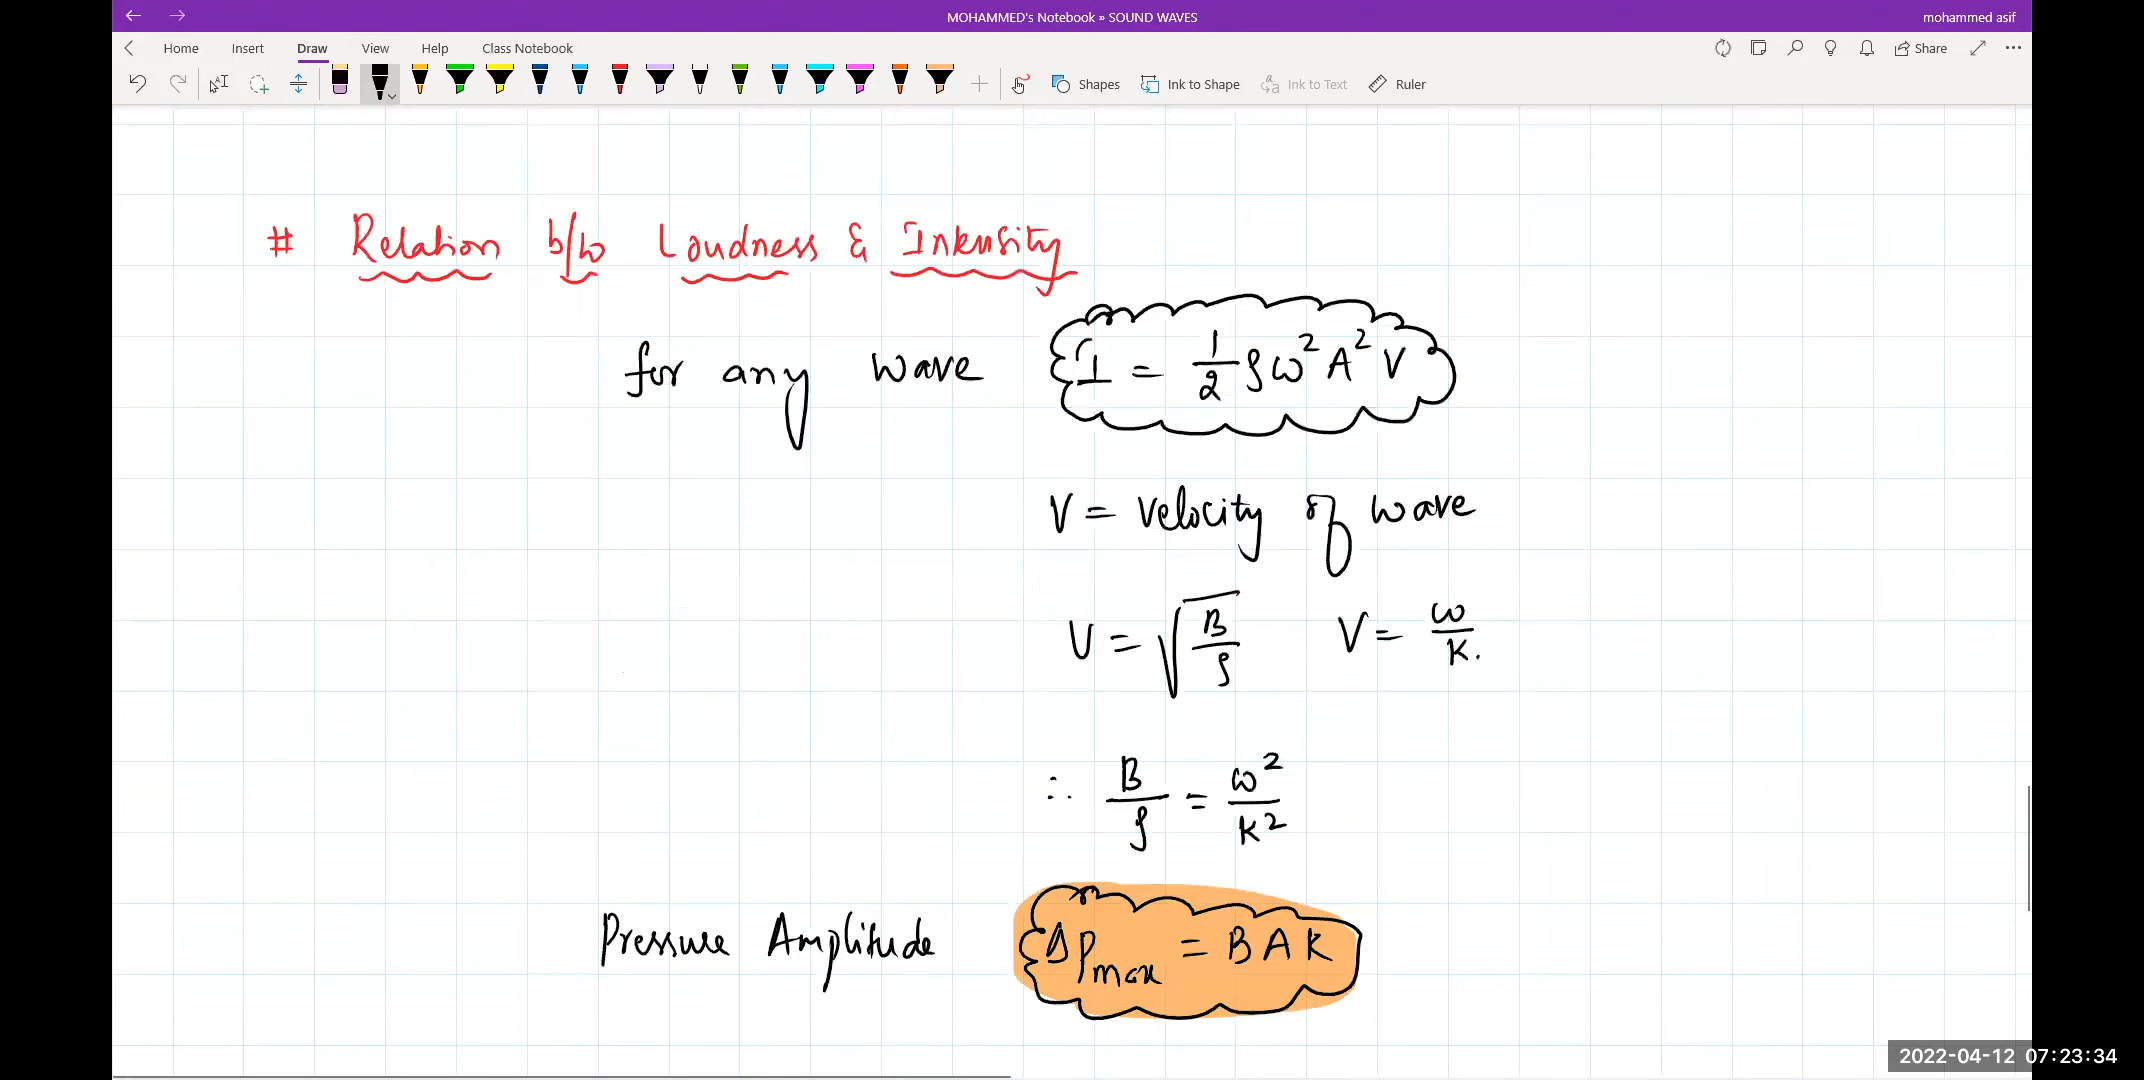 MOHAMMED's Notebook » SOUND WAVES
mohammed asif
Home Insert Draw View Help Class Notebook
Share
Shapes Ink to Shape Ink to Text Ruler
# Relation b/w Loudness & Intensity
for any wave I = 1/2 ρω²A²V
V = velocity of wave
V = √(B/ρ) V = ω/K.
∴ B/ρ = ω²/K²
Pressure Amplitude ΔPmax = BAK
2022-04-12 07:23:34